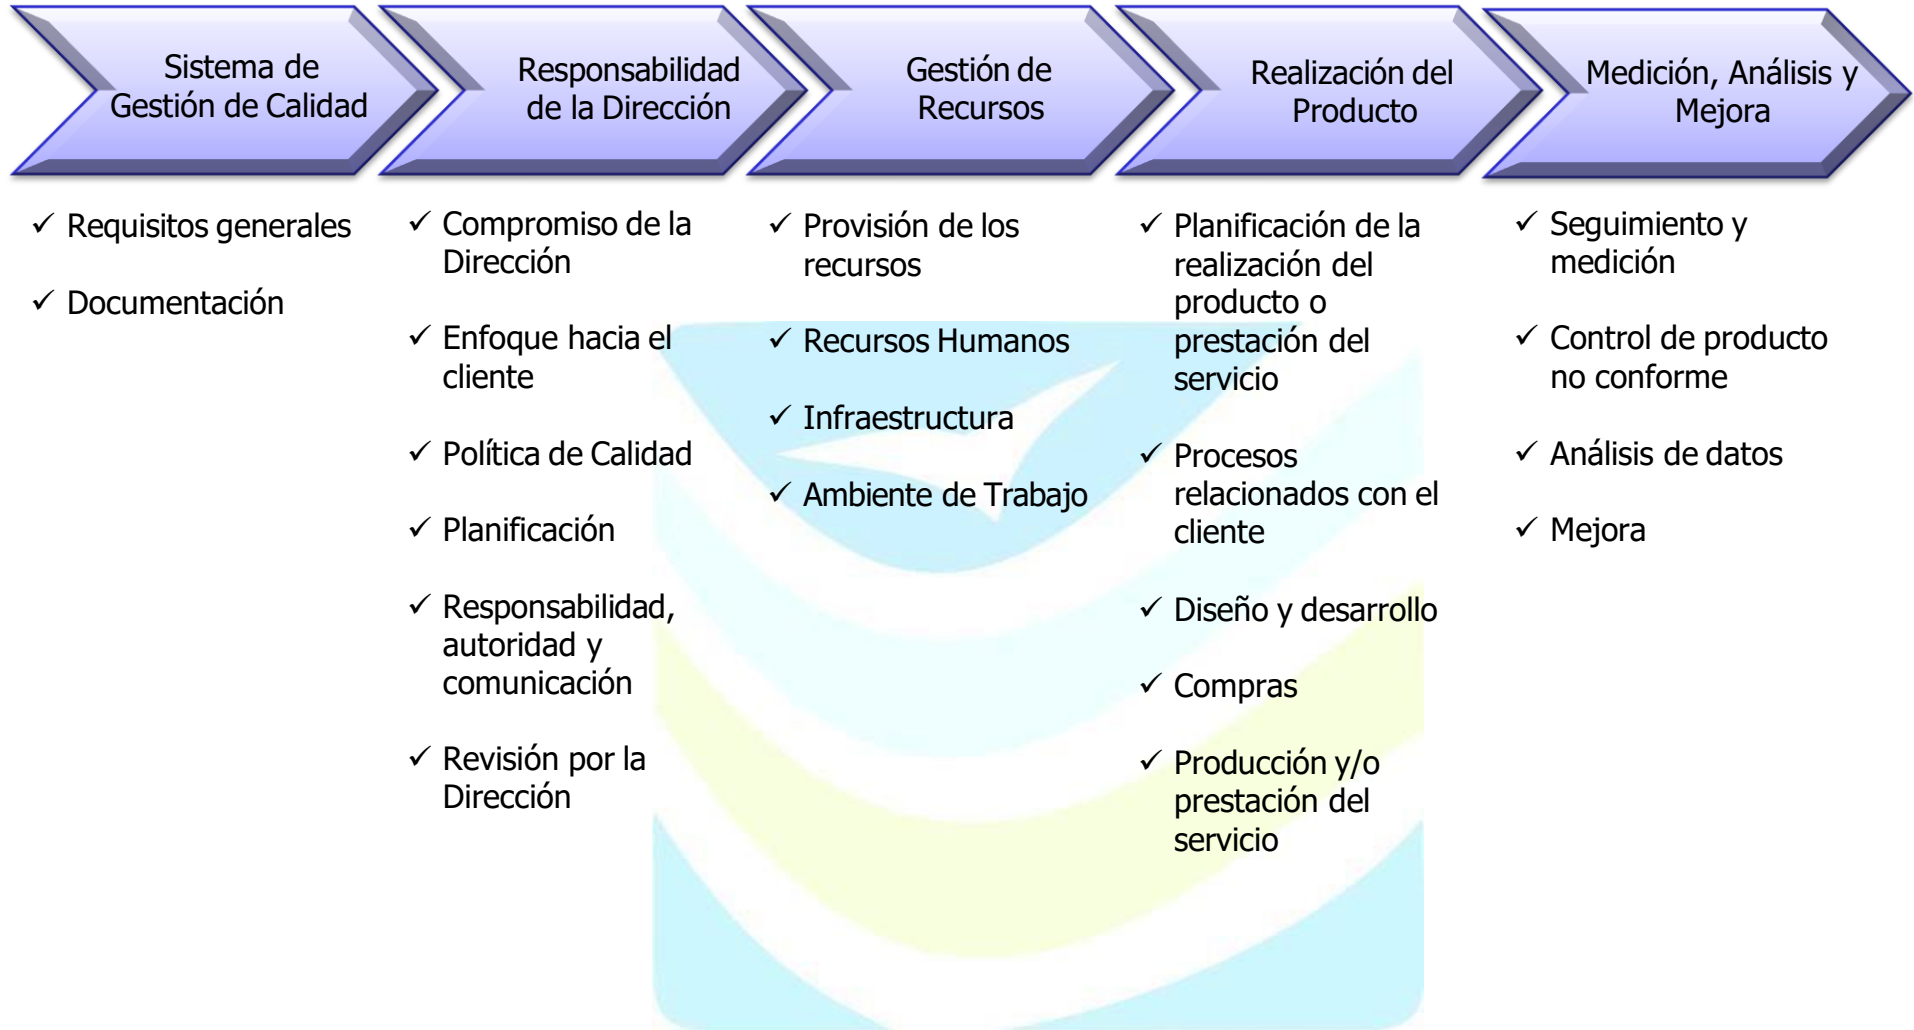 Sistema de
Gestión de Calidad
Responsabilidad
de la Dirección
Gestión de
Recursos
Realización del
Producto
Medición, Análisis y
Mejora
✓ Requisitos generales
✓ Documentación
✓ Compromiso de la
Dirección
✓ Enfoque hacia el
cliente
✓ Política de Calidad
✓ Planificación
✓ Responsabilidad,
autoridad y
comunicación
✓ Revisión por la
Dirección
✓ Provisión de los
recursos
✓ Recursos Humanos
✓ Infraestructura
✓ Ambiente de Trabajo
✓ Planificación de la
realización del
producto o
prestación del
servicio
✓ Procesos
relacionados con el
cliente
✓ Diseño y desarrollo
✓ Compras
✓ Producción y/o
prestación del
servicio
✓ Seguimiento y
medición
✓ Control de producto
no conforme
✓ Análisis de datos
✓ Mejora